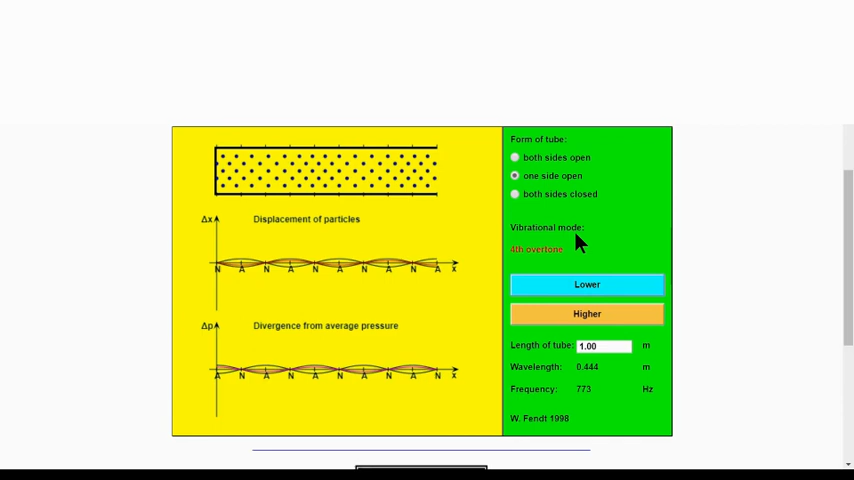 Form of tube:
both sides open
one side open
both sides closed
Vibrational mode:
4th overtone
Lower
Higher
Length of tube: 1.00 m
Wavelength: 0.444 m
Frequency: 773 Hz
W. Fendt 1998
Δx
Displacement of particles
N A N A N A N A N A x
Δp
Divergence from average pressure
A N A N A N A N A N x